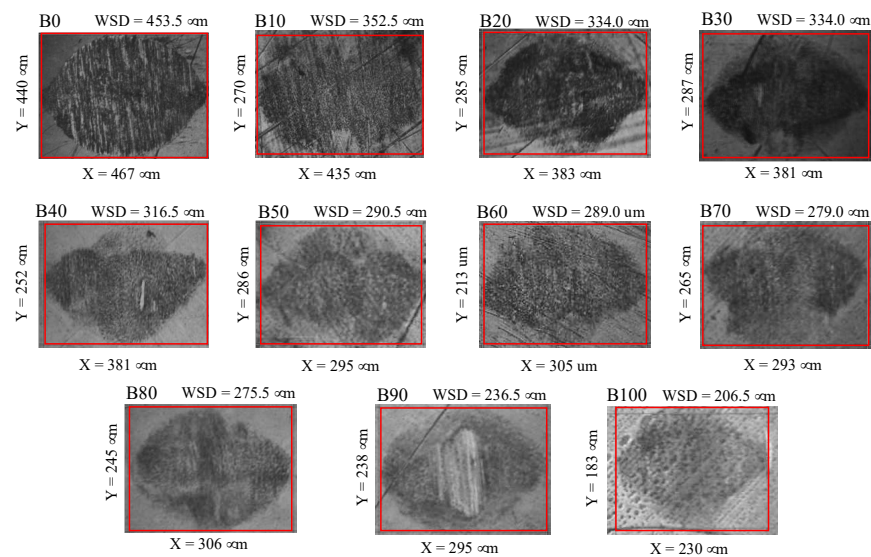 B0 WSD = 453.5 ∝m
Y = 440 ∝m
X = 467 ∝m
B10 WSD = 352.5 ∝m
Y = 270 ∝m
X = 435 ∝m
B20 WSD = 334.0 ∝m
Y = 285 ∝m
X = 383 ∝m
B30 WSD = 334.0 ∝m
Y = 287 ∝m
X = 381 ∝m
B40 WSD = 316.5 ∝m
Y = 252 ∝m
X = 381 ∝m
B50 WSD = 290.5 ∝m
Y = 286 ∝m
X = 295 ∝m
B60 WSD = 289.0 um
Y = 213 um
X = 305 um
B70 WSD = 279.0 ∝m
Y = 265 ∝m
X = 293 ∝m
B80 WSD = 275.5 ∝m
Y = 245 ∝m
X = 306 ∝m
B90 WSD = 236.5 ∝m
Y = 238 ∝m
X = 295 ∝m
B100 WSD = 206.5 ∝m
Y = 183 ∝m
X = 230 ∝m